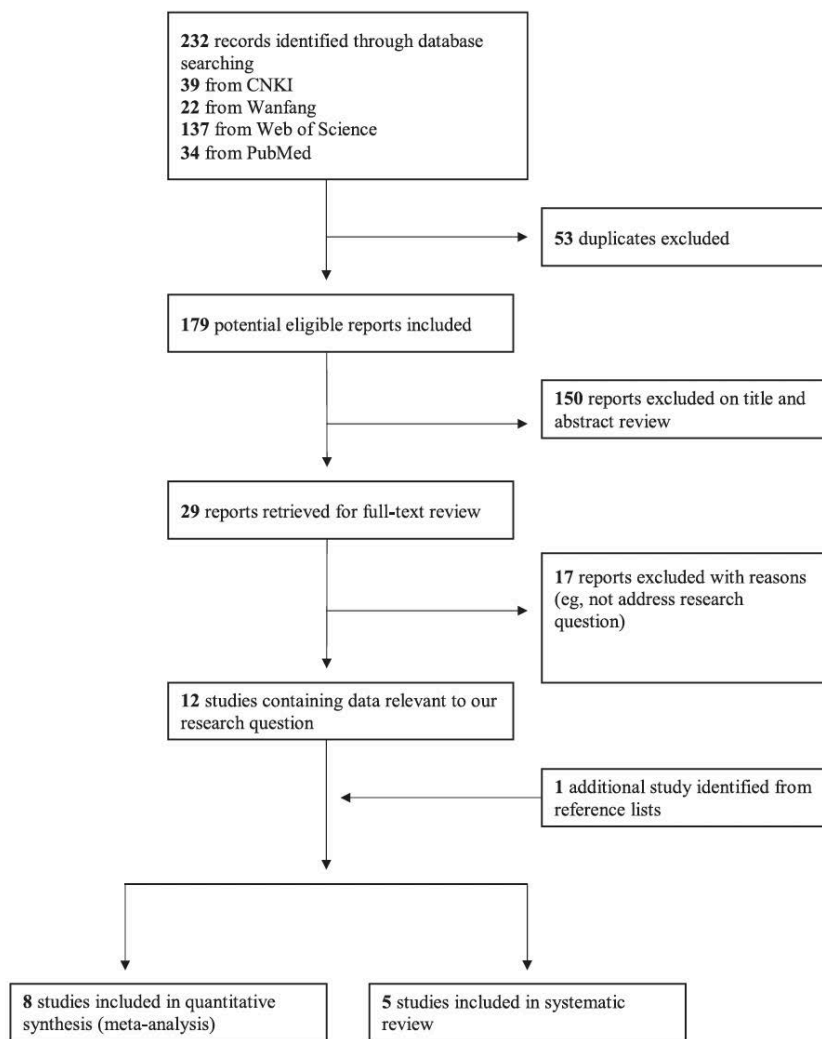 232 records identified through database
searching
39 from CNKI
22 from Wanfang
137 from Web of Science
34 from PubMed
53 duplicates excluded
179 potential eligible reports included
150 reports excluded on title and
abstract review
29 reports retrieved for full-text review
17 reports excluded with reasons
(eg, not address research
question)
12 studies containing data relevant to our
research question
1 additional study identified from
reference lists
8 studies included in quantitative
synthesis (meta-analysis)
5 studies included in systematic
review